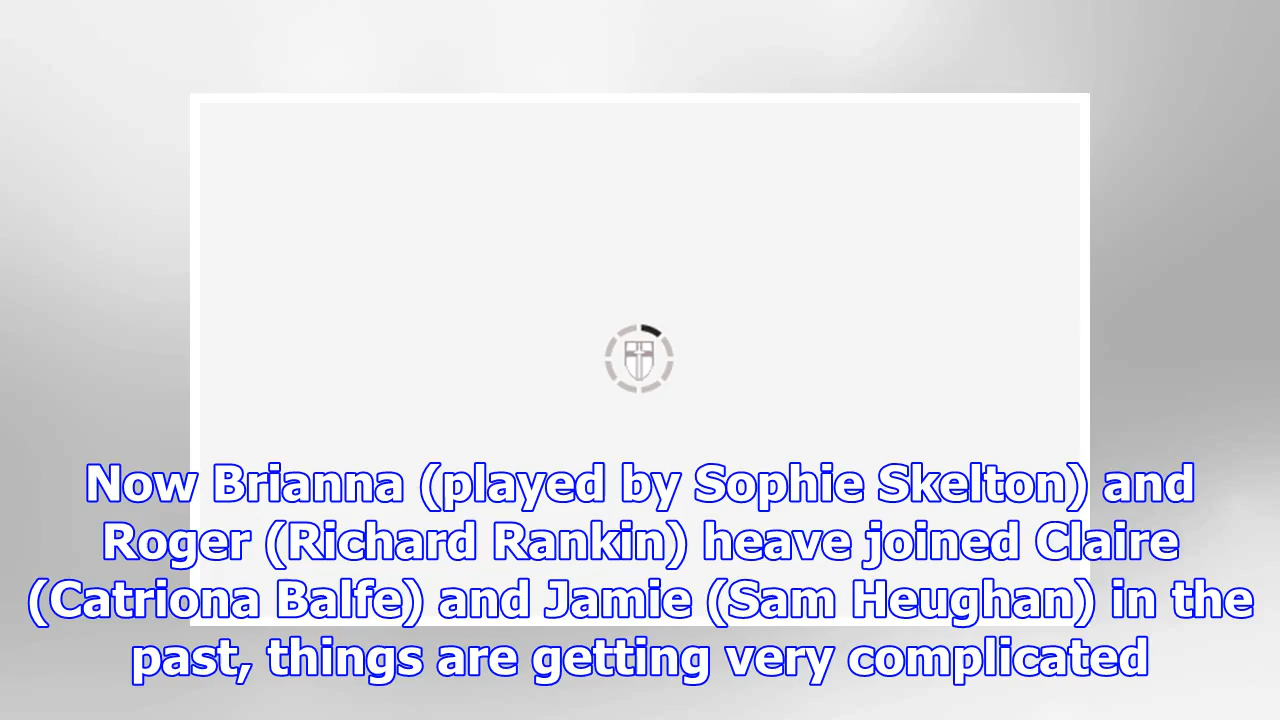 Now Brianna (played by Sophie Skelton) and
Roger (Richard Rankin) heave joined Claire
(Catriona Balfe) and Jamie (Sam Heughan) in the
past, things are getting very complicated